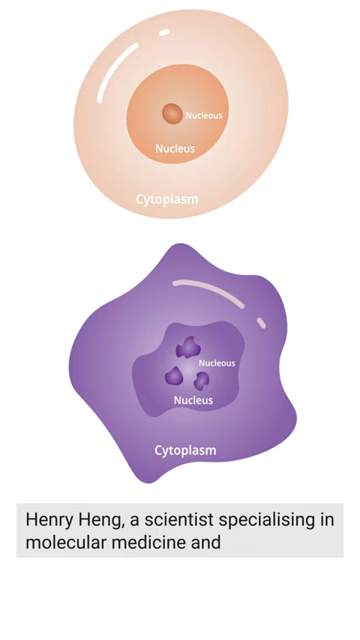 Nucleous
Nucleus
Cytoplasm
Nucleous
Nucleus
Cytoplasm
Henry Heng, a scientist specialising in
molecular medicine and